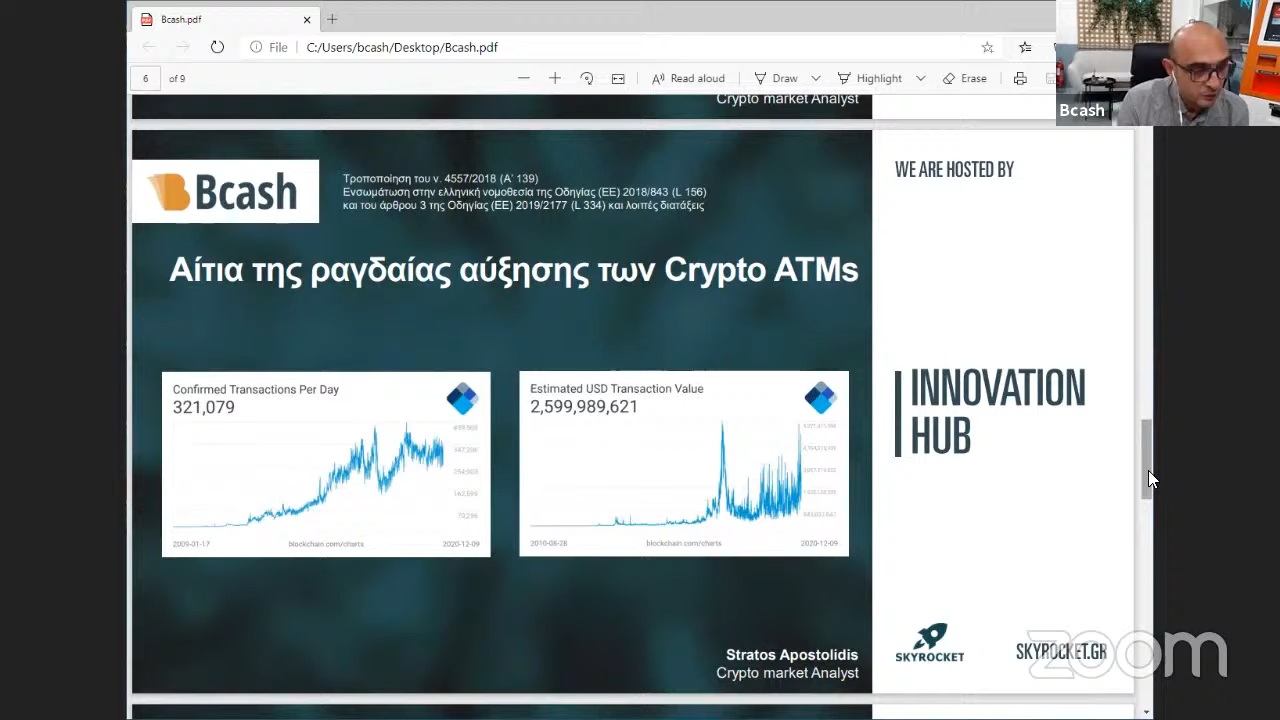 Bcash.pdf
File
C:/Users/bcash/Desktop/Bcash.pdf
6 of 9
Read aloud
Draw
Highlight
Erase
Bcash
Crypto market Analyst
Bcash
Τροποποίηση του ν. 4557/2018 (Α' 139)
Ενσωμάτωση στην ελληνική νομοθεσία της Οδηγίας (ΕΕ) 2018/843 (L 156)
και του άρθρου 3 της Οδηγίας (ΕΕ) 2019/2177 (L 334) και λοιπές διατάξεις
Αίτια της ραγδαίας αύξησης των Crypto ATMs
Confirmed Transactions Per Day
321,079
2009-01-17
blockchain.com/charts
2020-12-09
Estimated USD Transaction Value
2,599,989,621
2010-08-28
blockchain.com/charts
2020-12-09
Stratos Apostolidis
Crypto market Analyst
WE ARE HOSTED BY
INNOVATION
HUB
SKYROCKET
SKYROCKET.GR
zoom